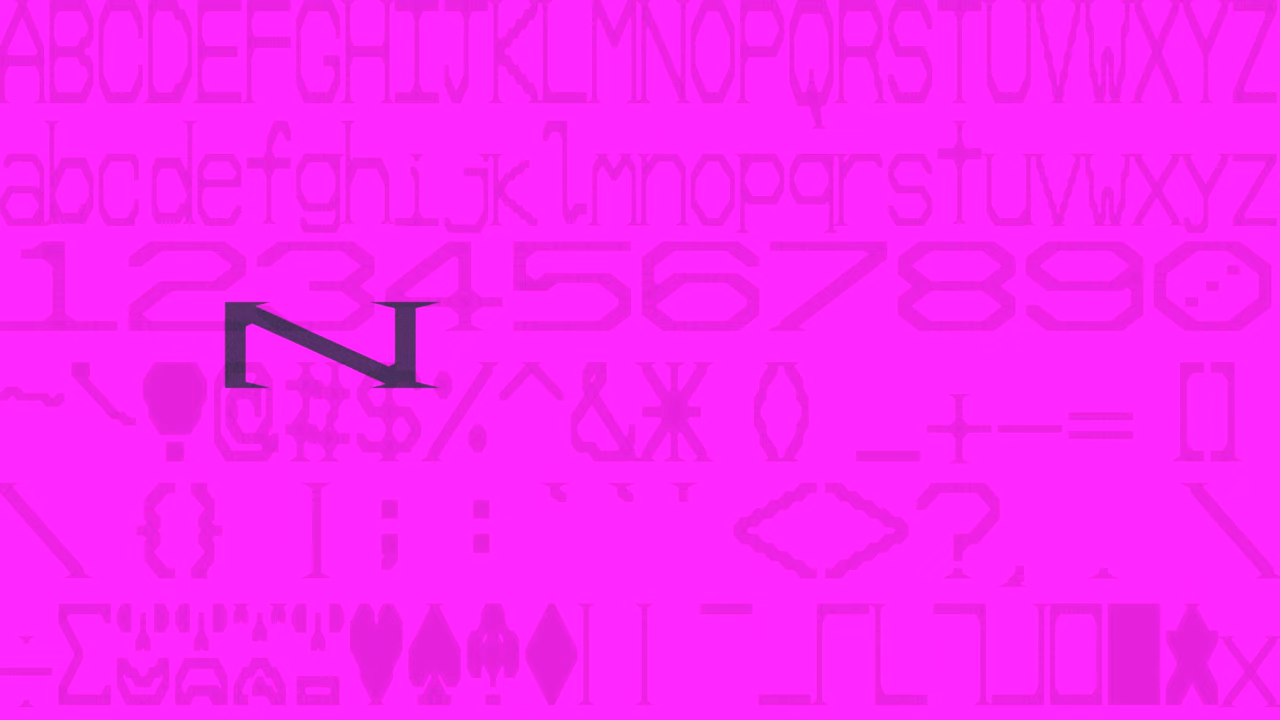 ABCDEFGHIJKLMNOPQRSTUVWXYZ
abcdefghijklmnopqrstuvwxyz
1234567890
N
~`!@#$%^&* () _+-= []
\ {} | ; : ' ' ' <>? , . \
÷Σ